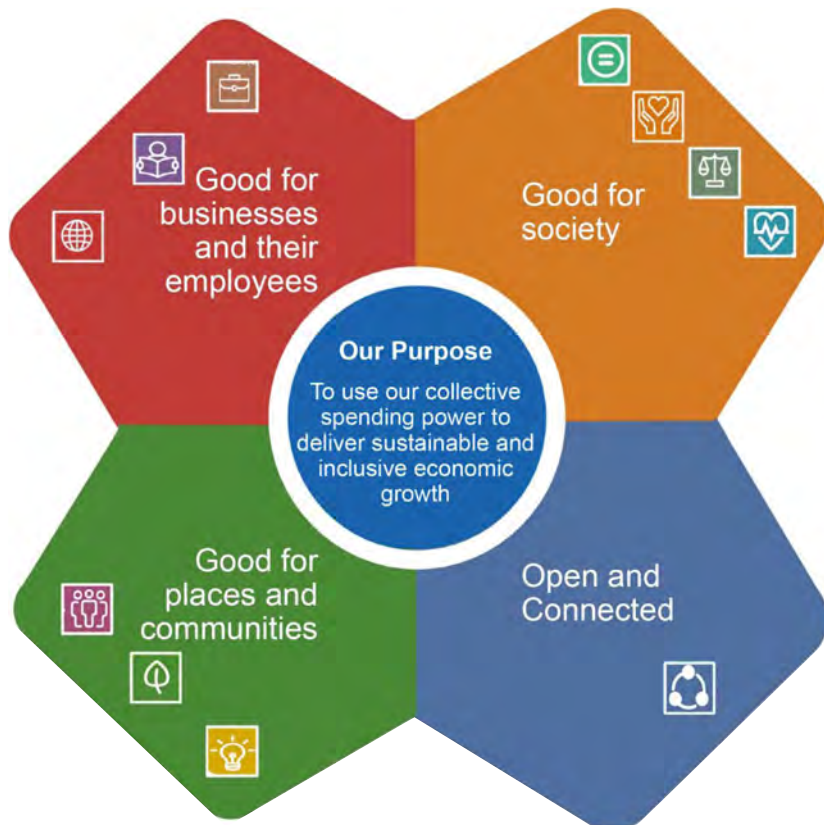 Good for
businesses
and their
employees
Good for
society
Our Purpose
To use our collective
spending power to
deliver sustainable and
inclusive economic
growth
Good for
places and
communities
Open and
Connected